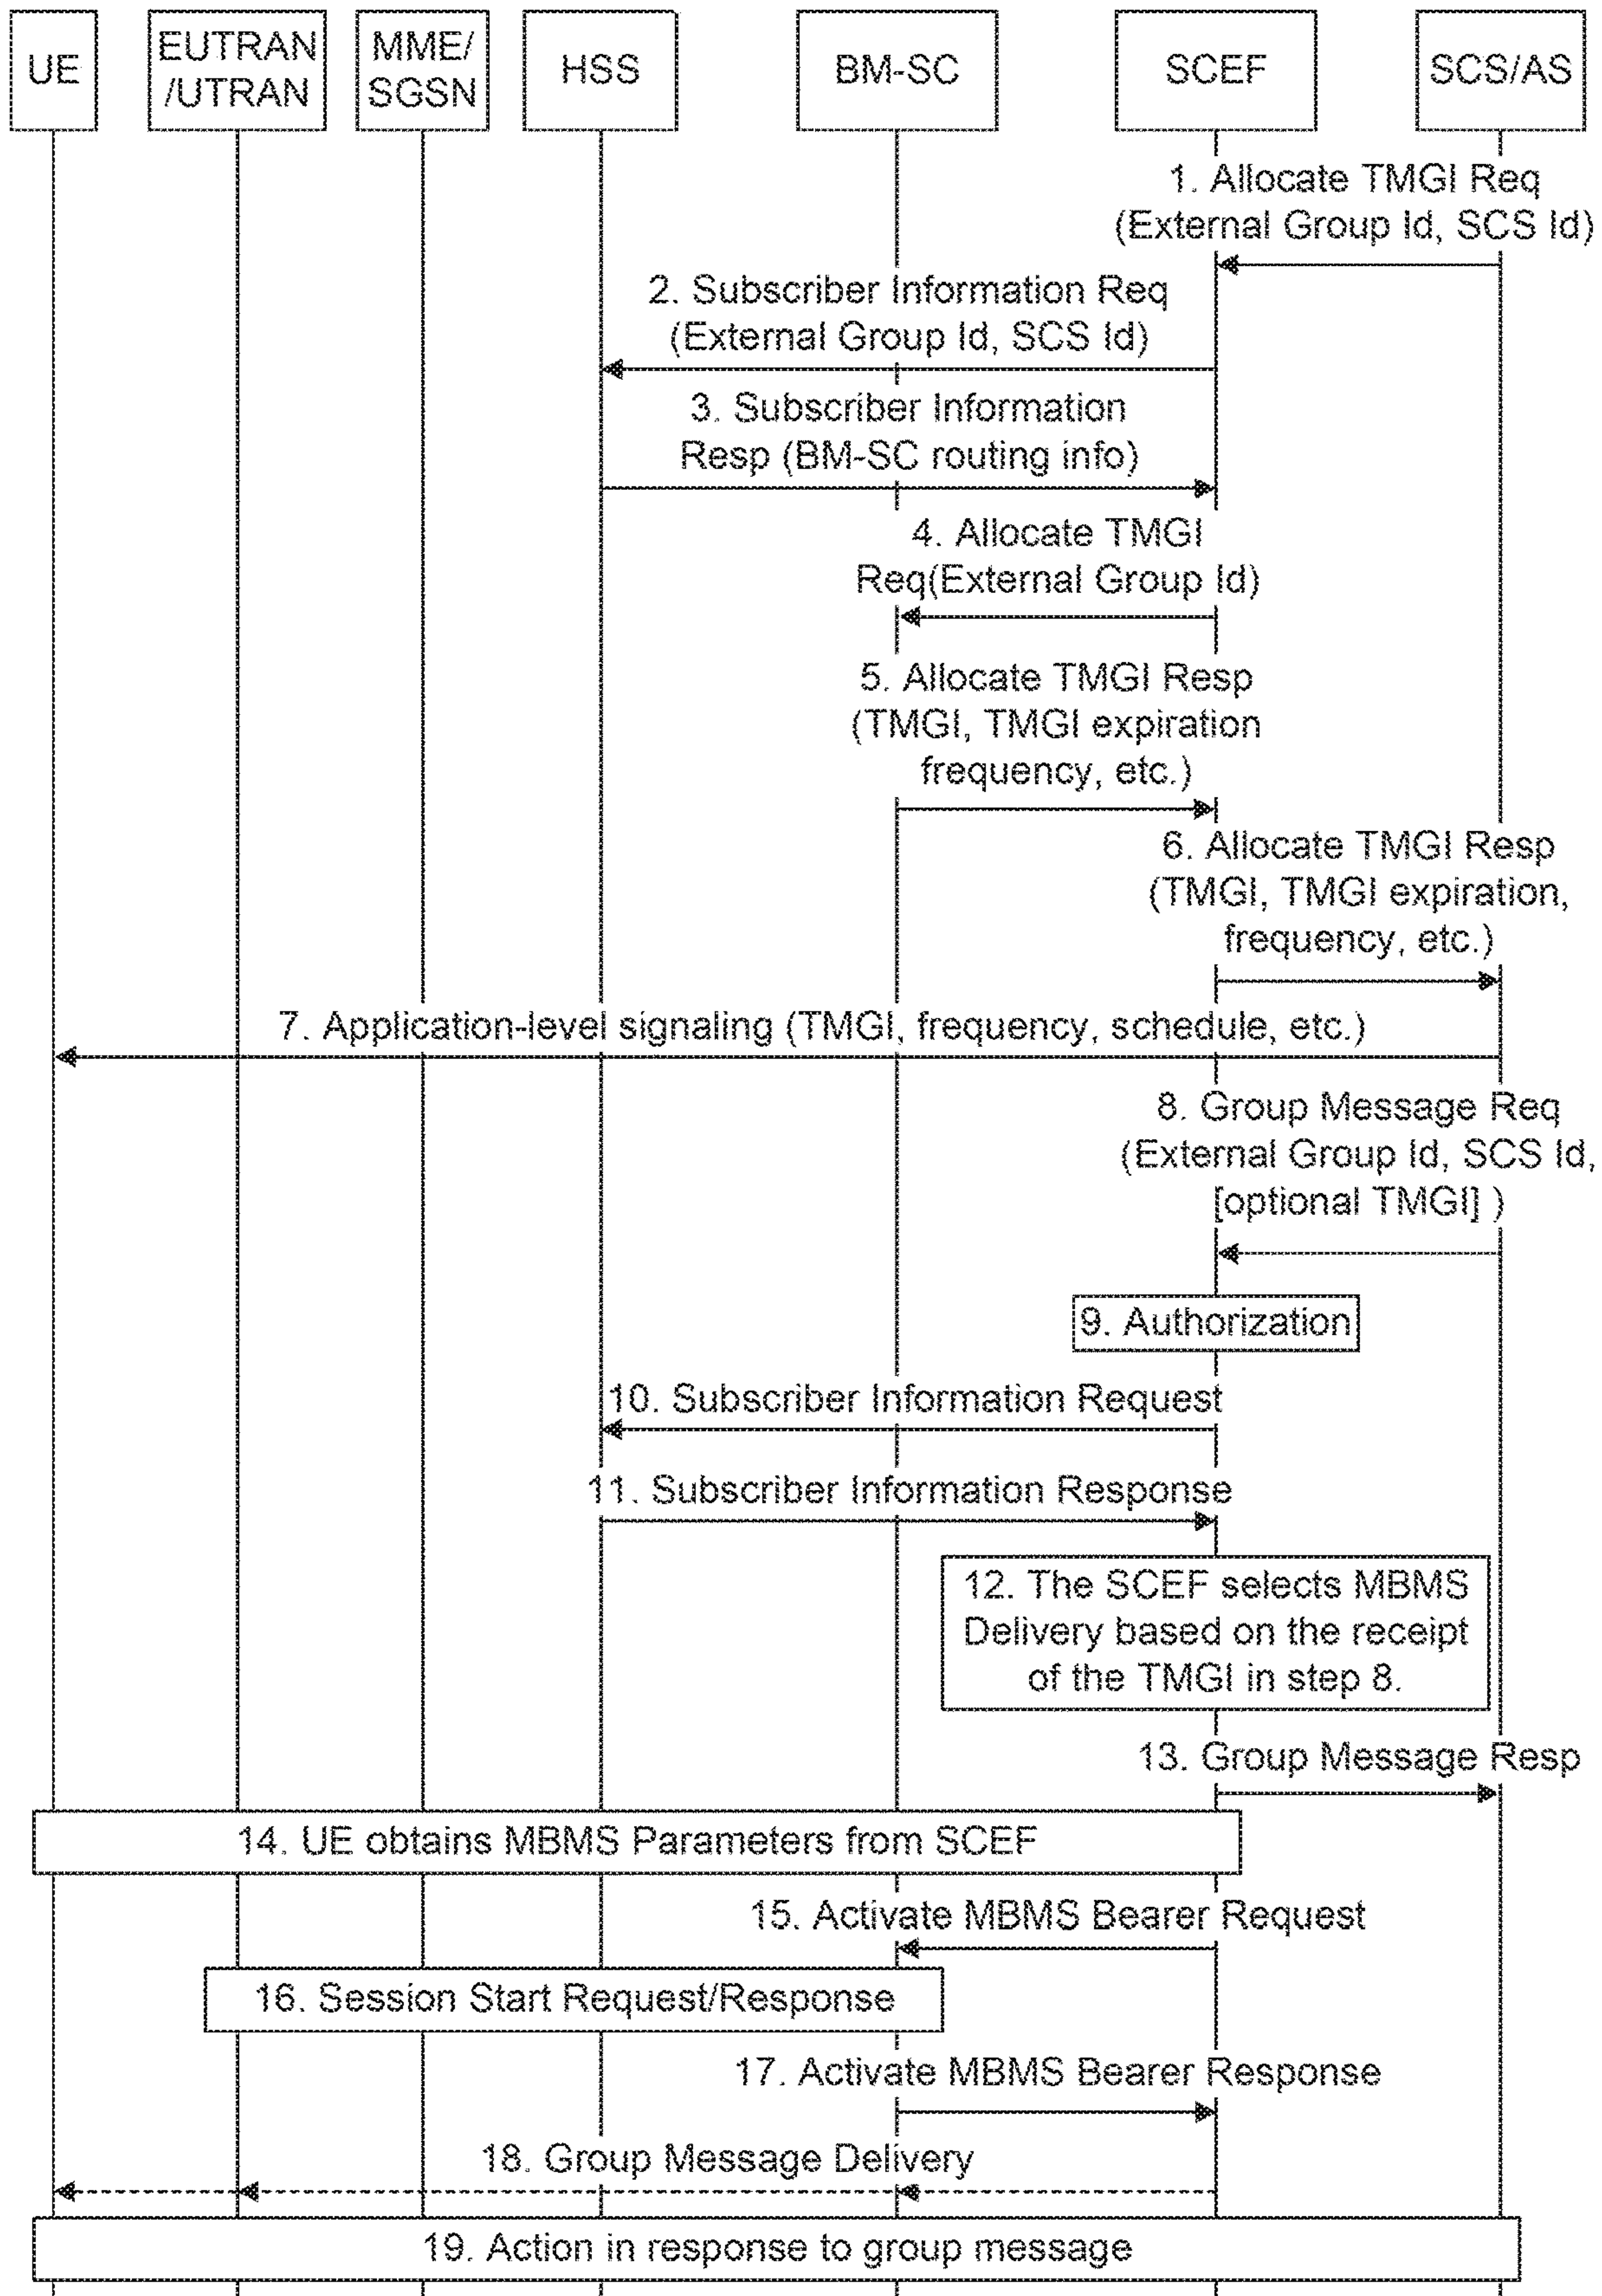 UE
EUTRAN
/UTRAN
MME/
SGSN
HSS
BM-SC
SCEF
SCS/AS
1. Allocate TMGI Req
(External Group Id, SCS Id)
2. Subscriber Information Req
(External Group Id, SCS Id)
3. Subscriber Information
Resp (BM-SC routing info)
4. Allocate TMGI
Req(External Group Id)
5. Allocate TMGI Resp
(TMGI, TMGI expiration
frequency, etc.)
6. Allocate TMGI Resp
(TMGI, TMGI expiration,
frequency, etc.)
7. Application-level signaling (TMGI, frequency, schedule, etc.)
8. Group Message Req
(External Group Id, SCS Id,
[optional TMGI] )
9. Authorization
10. Subscriber Information Request
11. Subscriber Information Response
12. The SCEF selects MBMS
Delivery based on the receipt
of the TMGI in step 8.
13. Group Message Resp
14. UE obtains MBMS Parameters from SCEF
15. Activate MBMS Bearer Request
16. Session Start Request/Response
17. Activate MBMS Bearer Response
18. Group Message Delivery
19. Action in response to group message